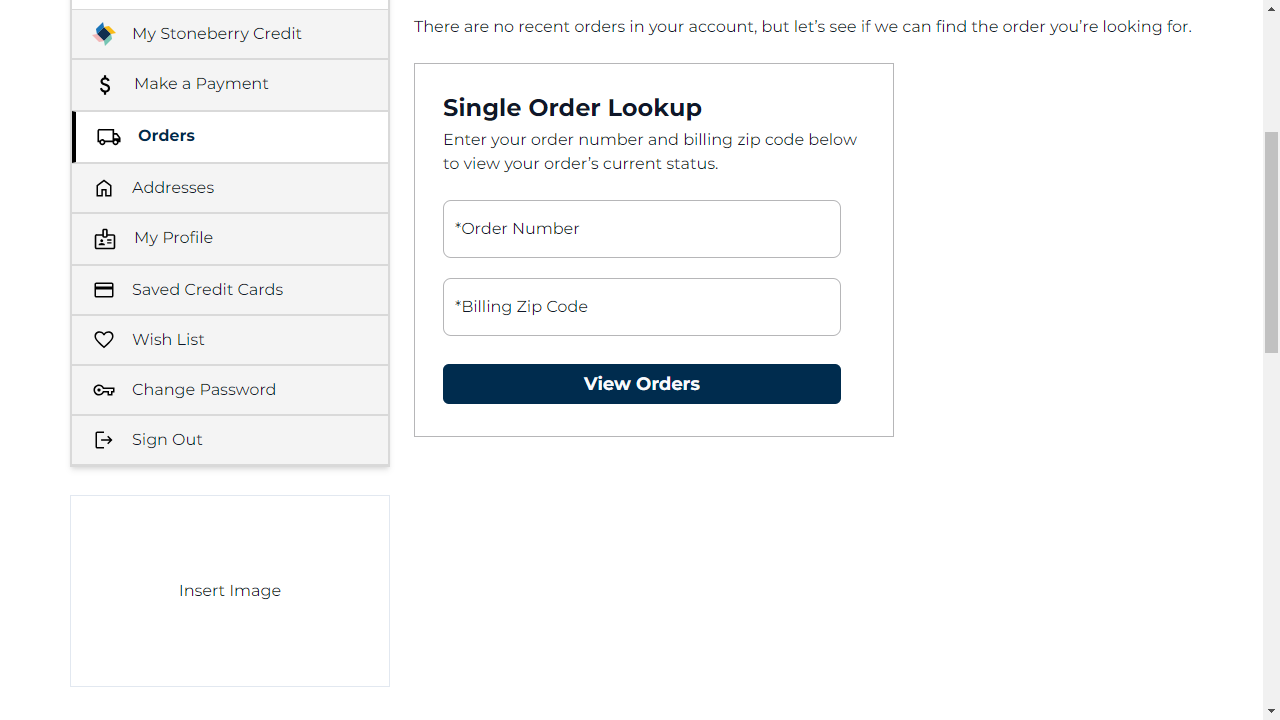 My Stoneberry Credit
Make a Payment
Orders
Addresses
My Profile
Saved Credit Cards
Wish List
Change Password
Sign Out
Insert Image
There are no recent orders in your account, but let’s see if we can find the order you’re looking for.
Single Order Lookup
Enter your order number and billing zip code below
to view your order’s current status.
*Order Number
*Billing Zip Code
View Orders